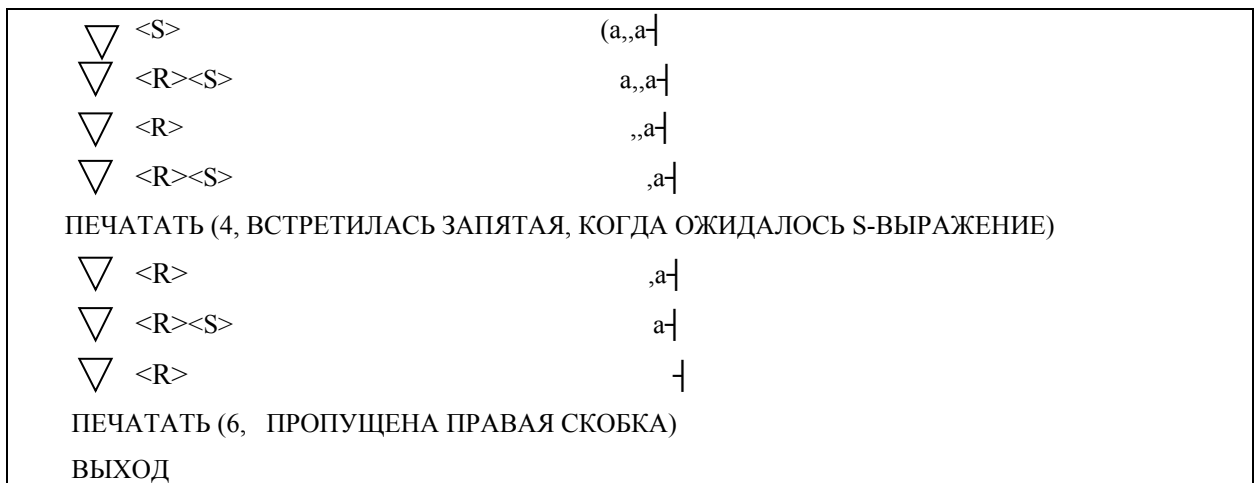 ▽ <S> (a,,a┤
▽ <R><S> a,,a┤
▽ <R> ,,a┤
▽ <R><S> ,a┤
ПЕЧАТАТЬ (4, ВСТРЕТИЛАСЬ ЗАПЯТАЯ, КОГДА ОЖИДАЛОСЬ S-ВЫРАЖЕНИЕ)
▽ <R> ,a┤
▽ <R><S> a┤
▽ <R> ┤
ПЕЧАТАТЬ (6, ПРОПУЩЕНА ПРАВАЯ СКОБКА)
ВЫХОД